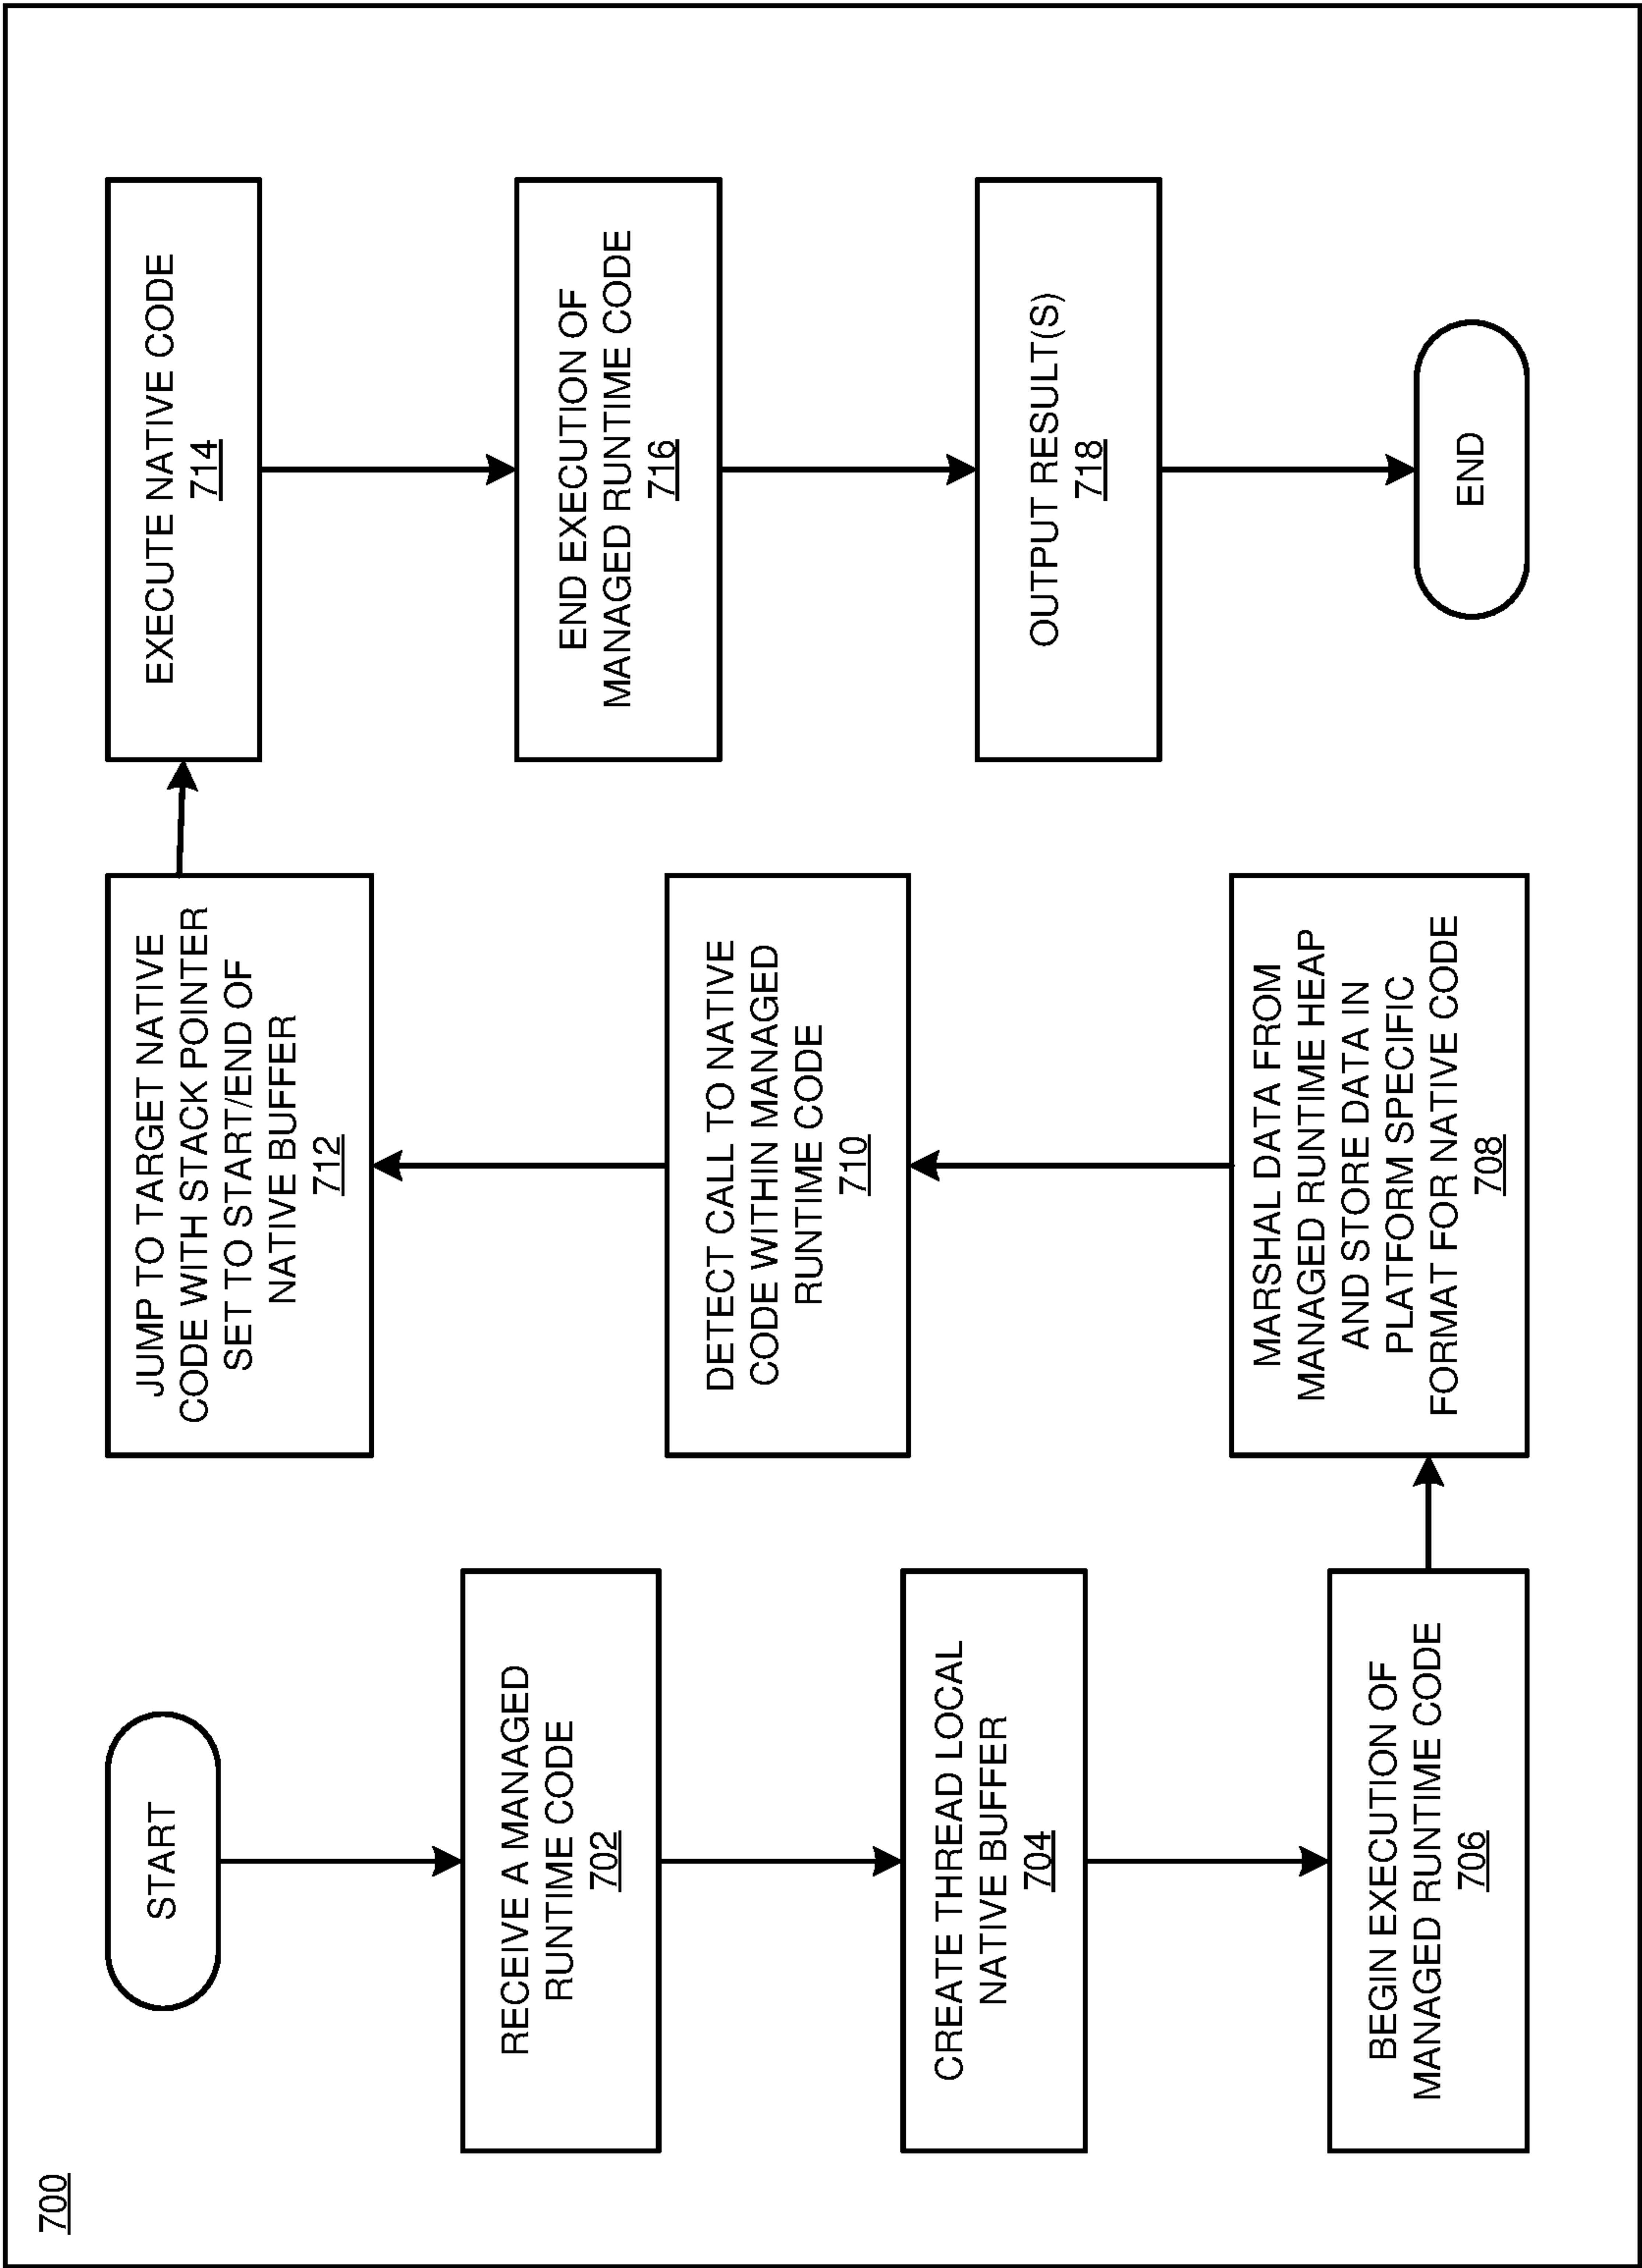 700
START
RECEIVE A MANAGED
RUNTIME CODE
702
CREATE THREAD LOCAL
NATIVE BUFFER
704
BEGIN EXECUTION OF
MANAGED RUNTIME CODE
706
MARSHAL DATA FROM
MANAGED RUNTIME HEAP
AND STORE DATA IN
PLATFORM SPECIFIC
FORMAT FOR NATIVE CODE
708
DETECT CALL TO NATIVE
CODE WITHIN MANAGED
RUNTIME CODE
710
JUMP TO TARGET NATIVE
CODE WITH STACK POINTER
SET TO START/END OF
NATIVE BUFFER
712
EXECUTE NATIVE CODE
714
END EXECUTION OF
MANAGED RUNTIME CODE
716
OUTPUT RESULT(S)
718
END